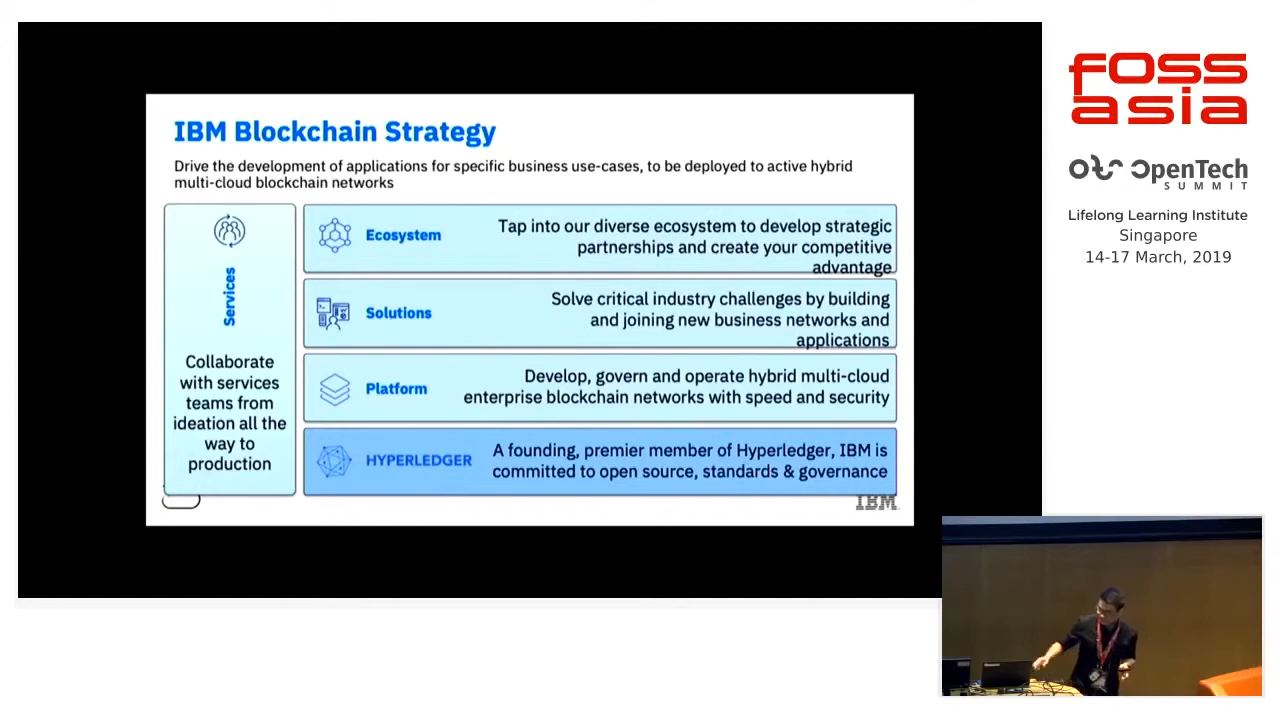 IBM Blockchain Strategy
Drive the development of applications for specific business use-cases, to be deployed to active hybrid
multi-cloud blockchain networks
Services
Collaborate
with services
teams from
ideation all the
way to
production
Ecosystem
Tap into our diverse ecosystem to develop strategic
partnerships and create your competitive
advantage
Solutions
Solve critical industry challenges by building
and joining new business networks and
applications
Platform
Develop, govern and operate hybrid multi-cloud
enterprise blockchain networks with speed and security
HYPERLEDGER
A founding, premier member of Hyperledger, IBM is
committed to open source, standards & governance
IBM
FOSS
asia
OTS OpenTech
SUMMIT
Lifelong Learning Institute
Singapore
14-17 March, 2019